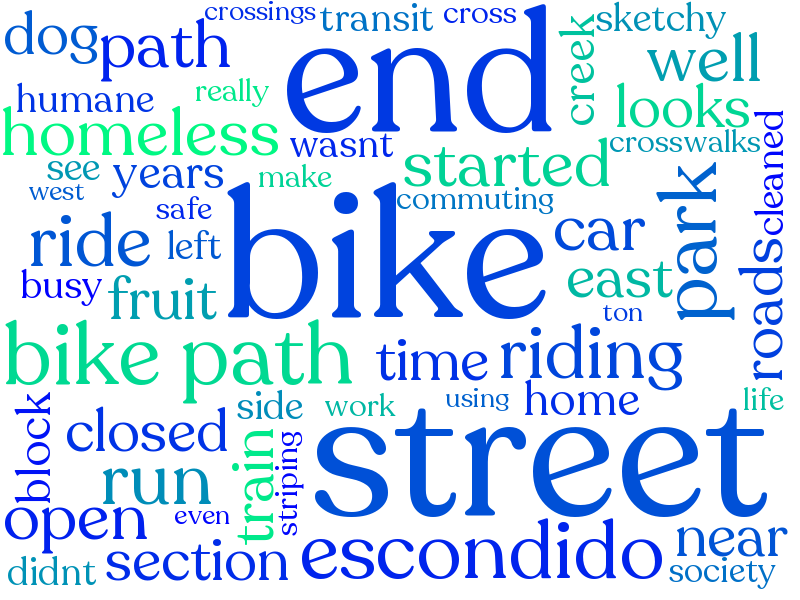 crossings
transit
cross
sketchy
dog
path
end
creek
well
humane
really
looks
homeless
wasnt
crosswalks
cleaned
see
years
make
started
west
safe
commuting
park
bike
ride
left
car
east
roads
busy
fruit
ton
bike path
time
riding
block
side
work
using
home
life
closed
train
striping
street
run
open
even
section
escondido
near
didnt
society